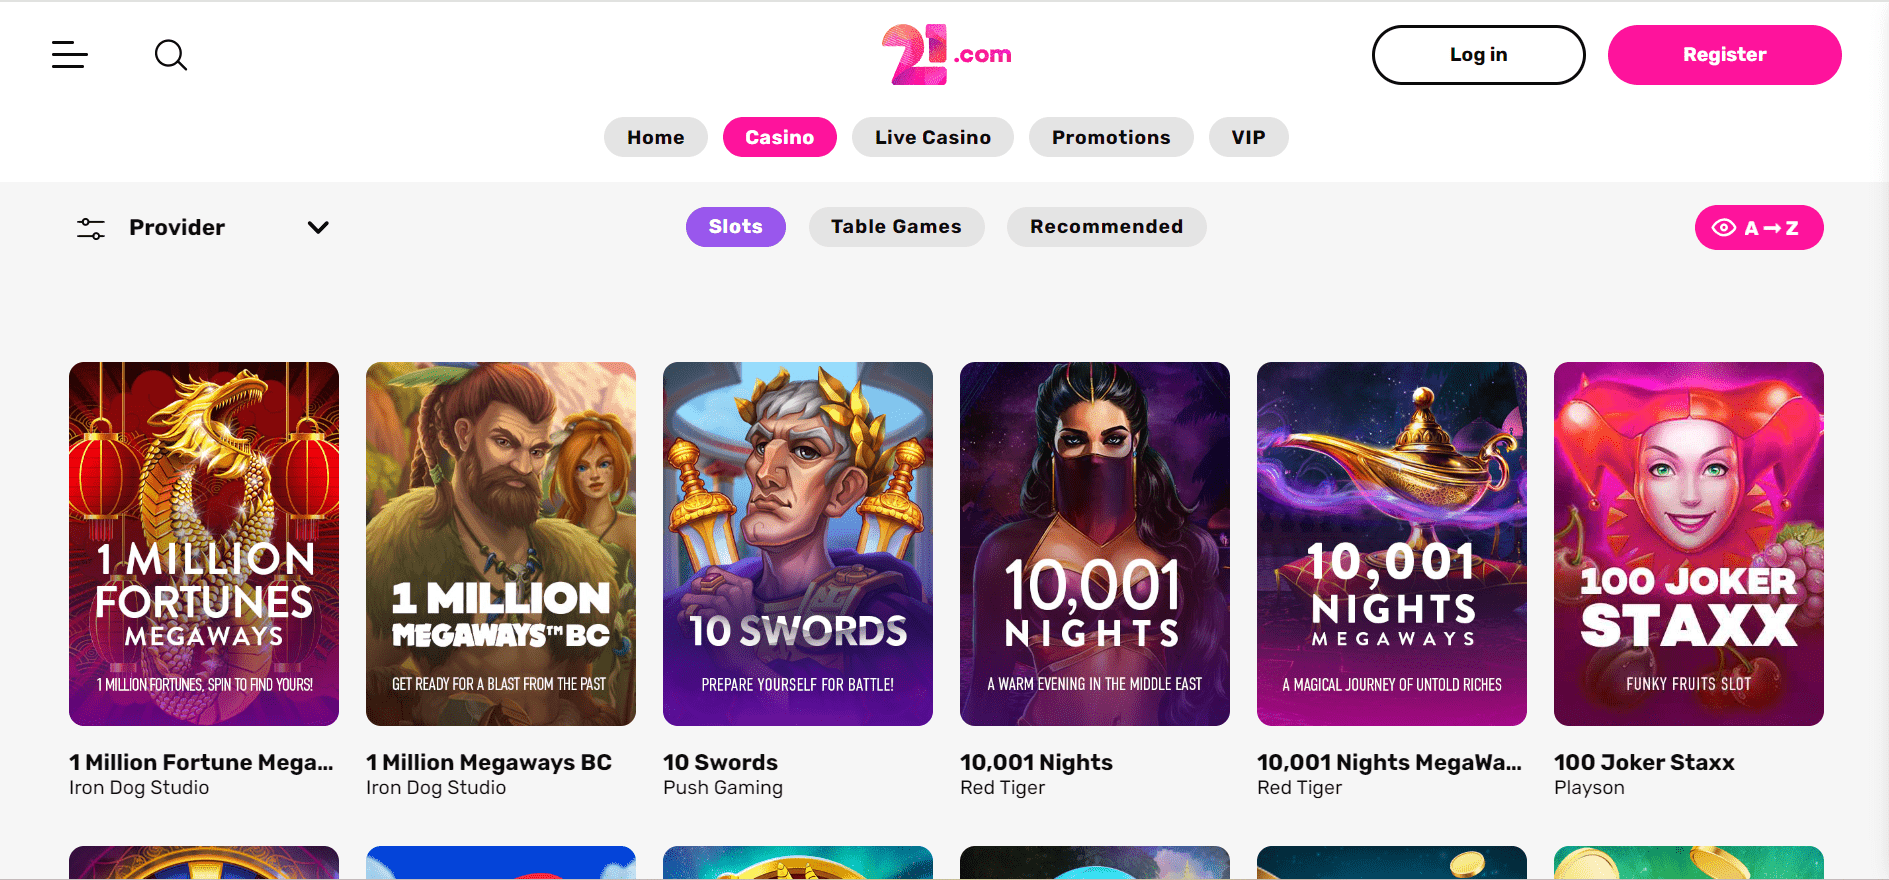 21.com
Log in
Register
Home
Casino
Live Casino
Promotions
VIP
Provider
Slots
Table Games
Recommended
A→Z
1 MILLION
FORTUNES
MEGAWAYS
1 MILLION FORTUNES, SPIN TO FIND YOURS!
1 MILLION
MEGAWAYS™ BC
GET READY FOR A BLAST FROM THE PAST
10 SWORDS
PREPARE YOURSELF FOR BATTLE!
10,001
NIGHTS
A WARM EVENING IN THE MIDDLE EAST
10,001
NIGHTS
MEGAWAYS
A MAGICAL JOURNEY OF UNTOLD RICHES
100 JOKER
STAXX
FUNKY FRUITS SLOT
1 Million Fortune Mega...
Iron Dog Studio
1 Million Megaways BC
Iron Dog Studio
10 Swords
Push Gaming
10,001 Nights
Red Tiger
10,001 Nights MegaWa...
Red Tiger
100 Joker Staxx
Playson